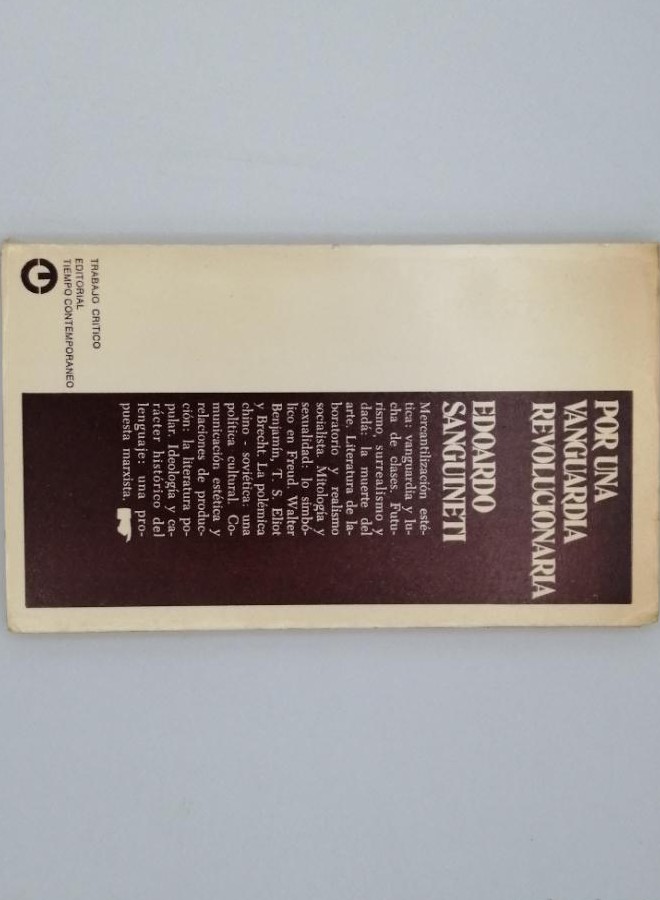 POR UNA
VANGUARDIA
REVOLUCIONARIA
EDOARDO
SANGUINETI
Mercantilización esté-
tica: vanguardia y lu-
cha de clases. Futu-
rismo, surrealismo y
dadá: la muerte del
arte. Literatura de la-
boratorio y realismo
socialista. Mitología y
sexualidad: lo simbó-
lico en Freud. Walter
Benjamin, T. S. Eliot
y Brecht. La polémica
chino - soviética: una
política cultural. Co-
municación estética y
relaciones de produc-
ción: la literatura po-
pular. Ideología y ca-
rácter histórico del
lenguaje: una pro-
puesta marxista.
TRABAJO CRITICO
EDITORIAL
TIEMPO CONTEMPORANEO